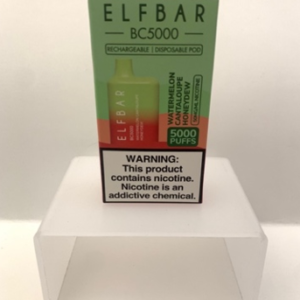 ELFBAR
BC5000
RECHARGEABLE | DISPOSABLE POD
ELFBAR
BC5000
WATERMELON
CANTALOUPE
HONEYDEW
5000
PUFFS
WARNING:
This product
contains nicotine.
Nicotine is an
addictive chemical.